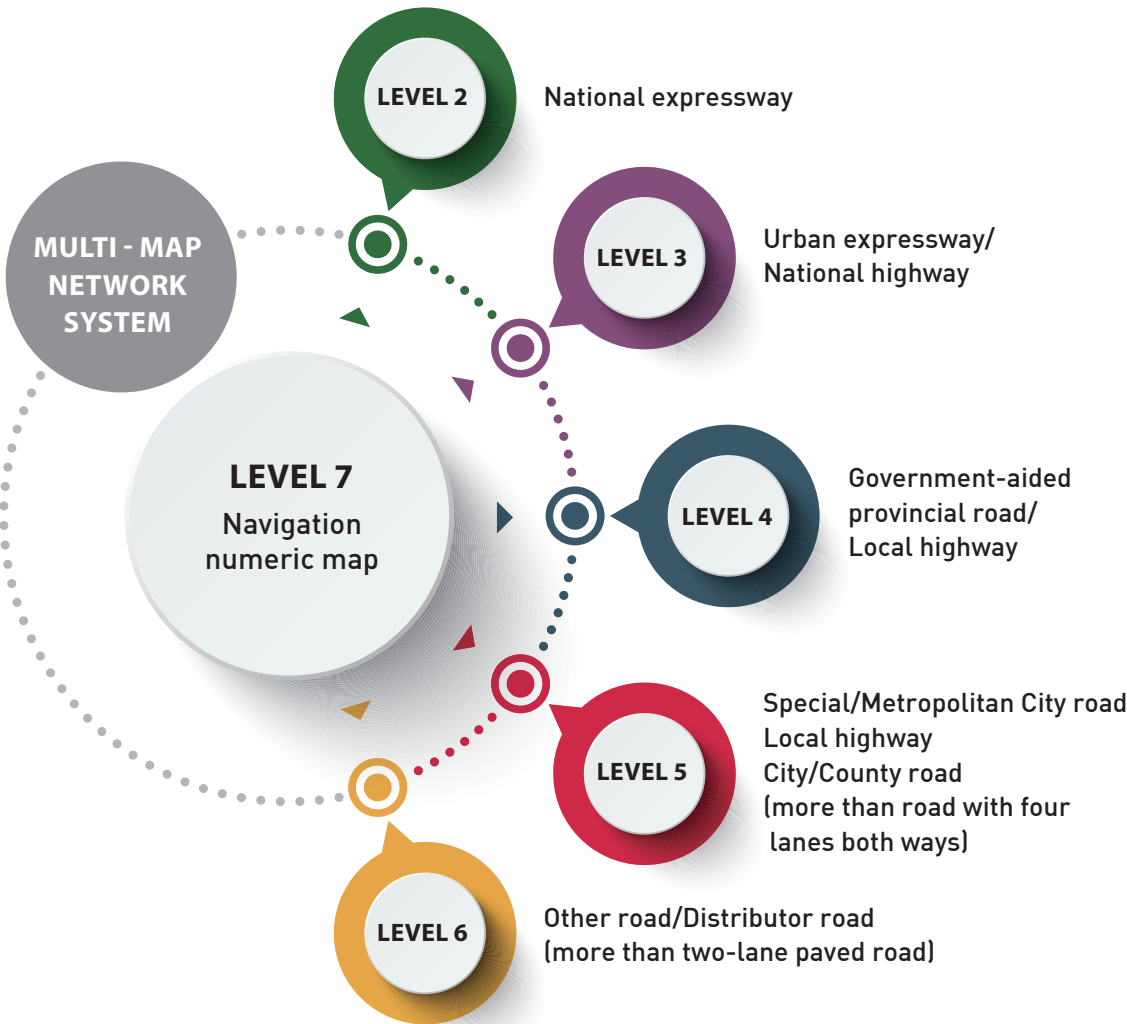 LEVEL 2
National expressway
MULTI - MAP
NETWORK
SYSTEM
LEVEL 3
Urban expressway/
National highway
LEVEL 7
Navigation
numeric map
LEVEL 4
Government-aided
provincial road/
Local highway
LEVEL 5
Special/Metropolitan City road
Local highway
City/County road
(more than road with four
lanes both ways)
LEVEL 6
Other road/Distributor road
(more than two-lane paved road)